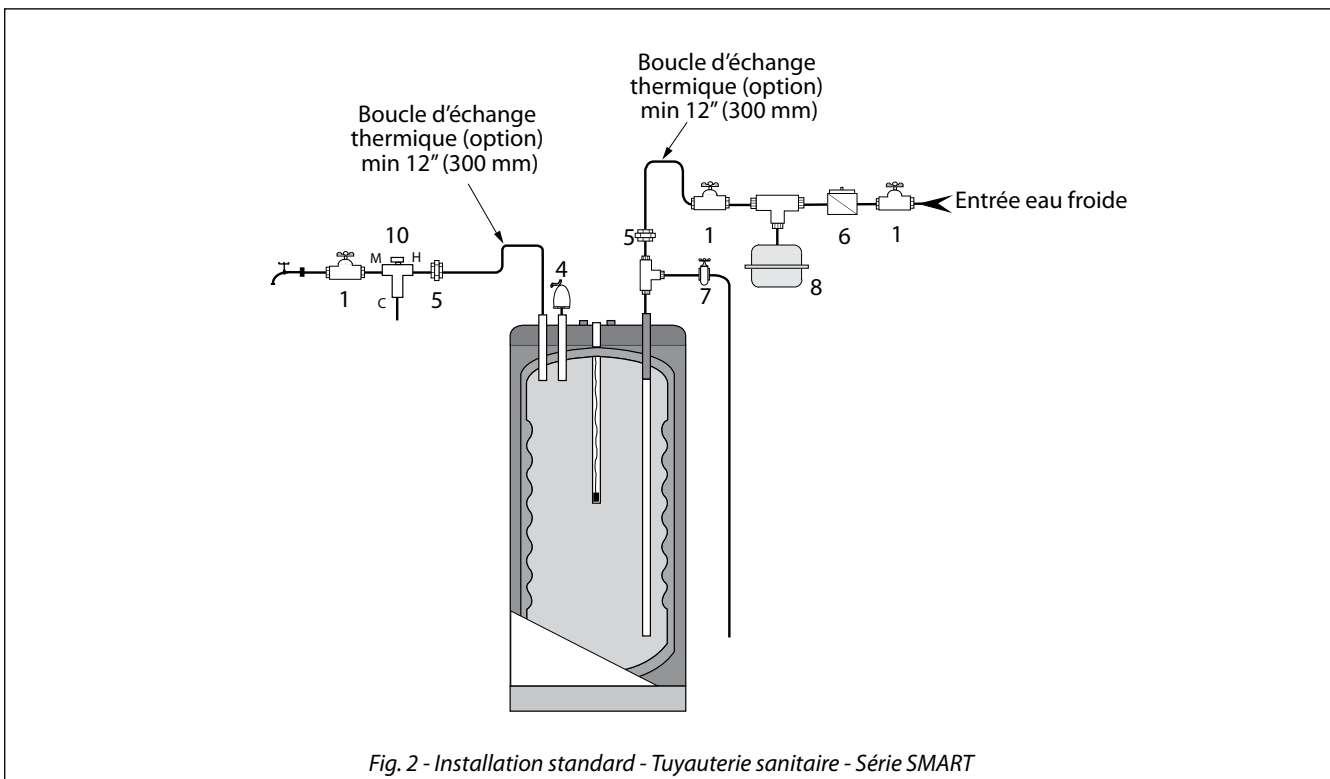 Boucle d’échange
thermique (option)
min 12” (300 mm)
Boucle d’échange
thermique (option)
min 12” (300 mm)
Entrée eau froide
5
1
6
1
10
M
H
4
7
8
1
C
5
Fig. 2 - Installation standard - Tuyauterie sanitaire - Série SMART